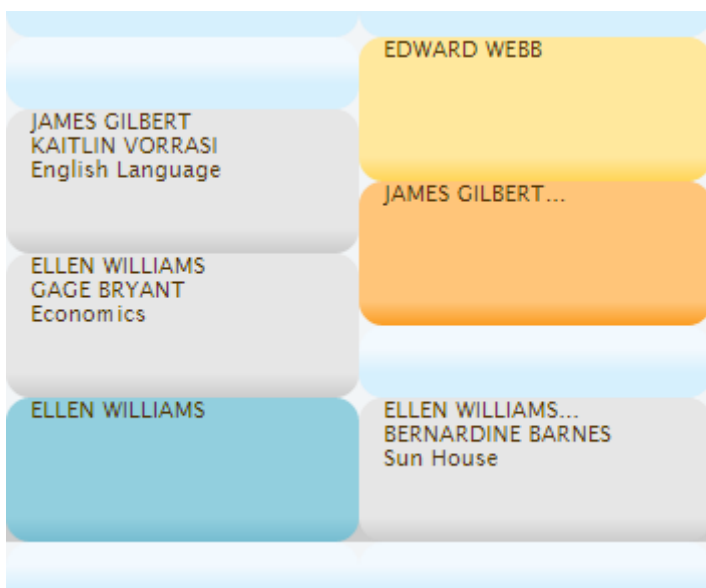 EDWARD WEBB
JAMES GILBERT
KAITLIN VORRASI
English Language
JAMES GILBERT...
ELLEN WILLIAMS
GAGE BRYANT
Economics
ELLEN WILLIAMS
ELLEN WILLIAMS...
BERNARDINE BARNES
Sun House